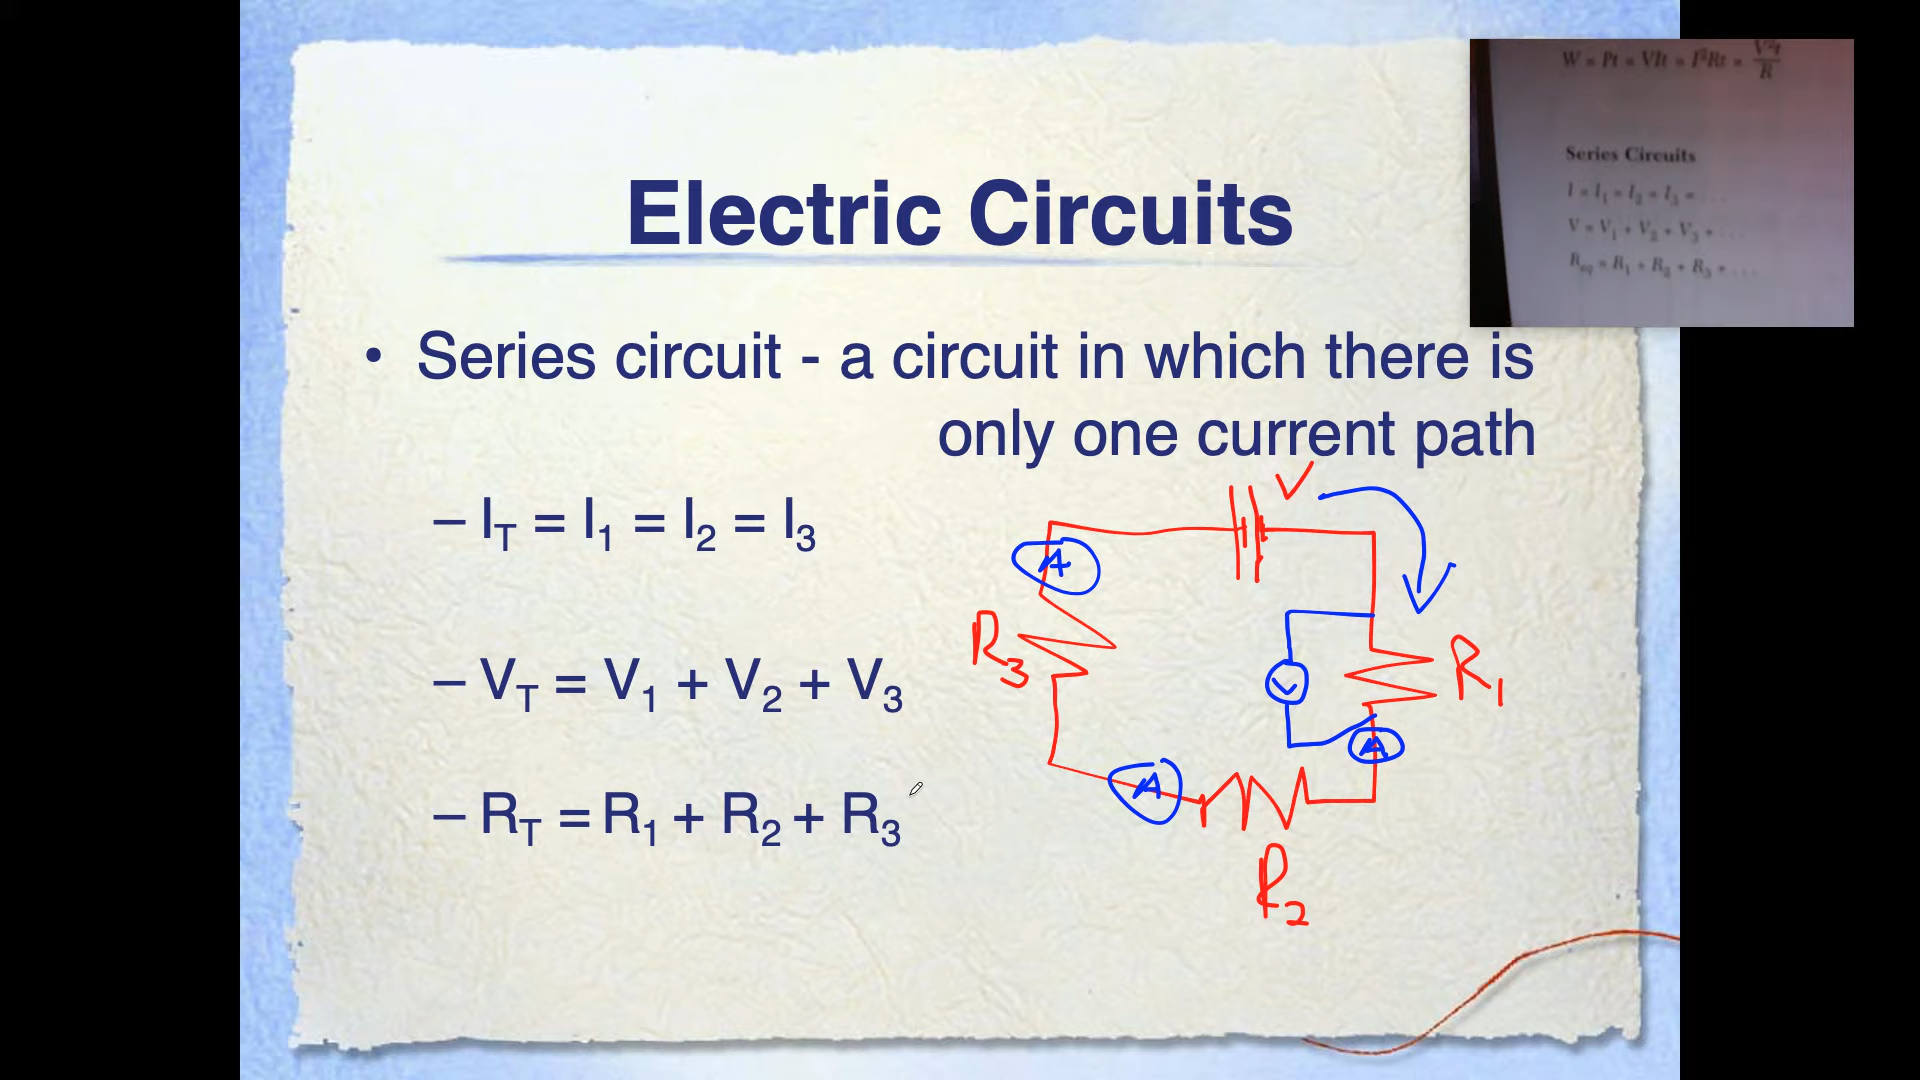 Electric Circuits
• Series circuit - a circuit in which there is
only one current path
– I_T = I_1 = I_2 = I_3
– V_T = V_1 + V_2 + V_3
– R_T = R_1 + R_2 + R_3
V
A
R_3
V
R_1
A
A
R_2
W = Pt = VIt = I²Rt = V²t/R
Series Circuits
I = I_1 = I_2 = I_3 = . . .
V = V_1 + V_2 + V_3 + . . .
R_eq = R_1 + R_2 + R_3 + . . .